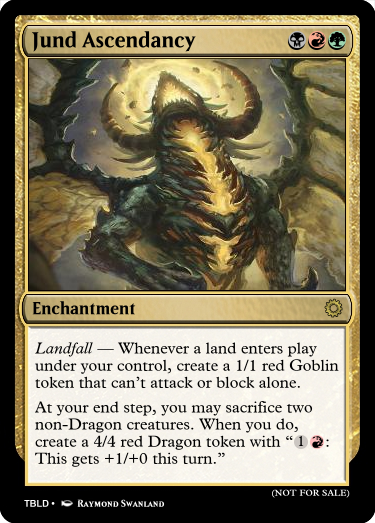 Jund Ascendancy
Enchantment
Landfall — Whenever a land enters play
under your control, create a 1/1 red Goblin
token that can't attack or block alone.
At your end step, you may sacrifice two
non-Dragon creatures. When you do,
create a 4/4 red Dragon token with “1 R:
This gets +1/+0 this turn.”
(NOT FOR SALE)
TBLD • Raymond Swanland